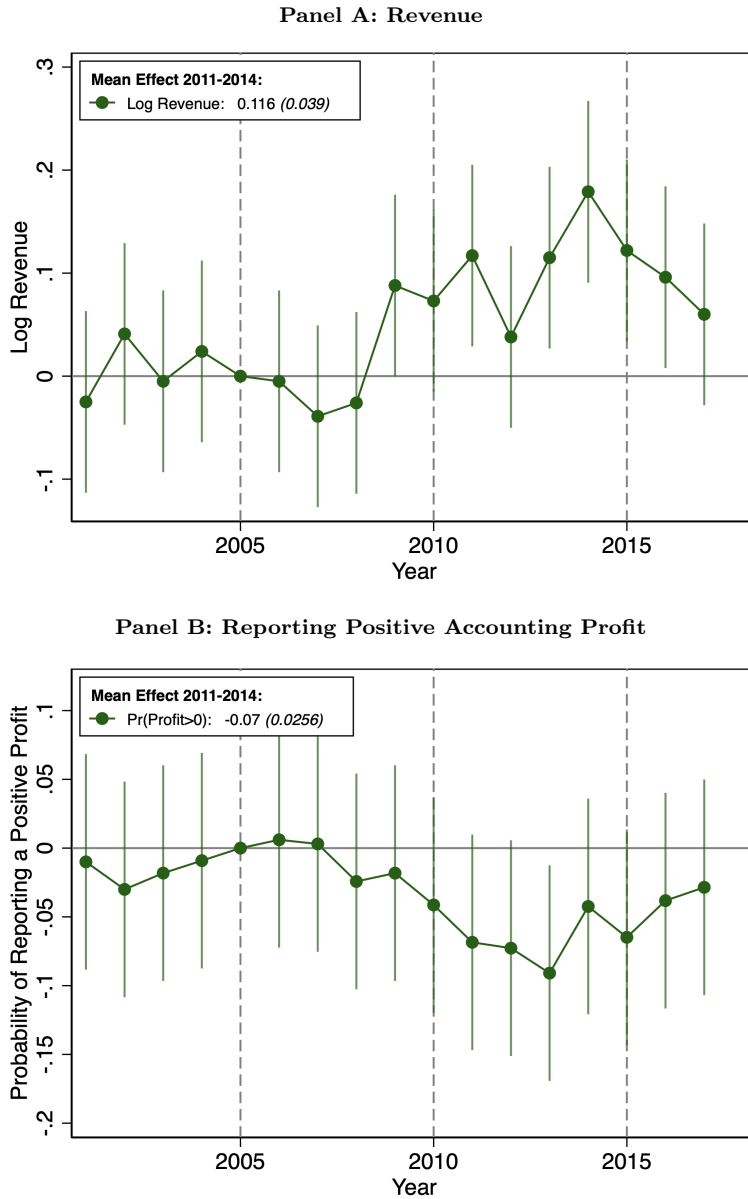 Panel A: Revenue
Mean Effect 2011-2014:
Log Revenue: 0.116 (0.039)
Log Revenue
.3
.2
.1
0
-.1
2005 2010 2015
Year
Panel B: Reporting Positive Accounting Profit
Mean Effect 2011-2014:
Pr(Profit>0): -0.07 (0.0256)
Probability of Reporting a Positive Profit
.1
.05
0
-.05
-.1
-.15
-.2
2005 2010 2015
Year